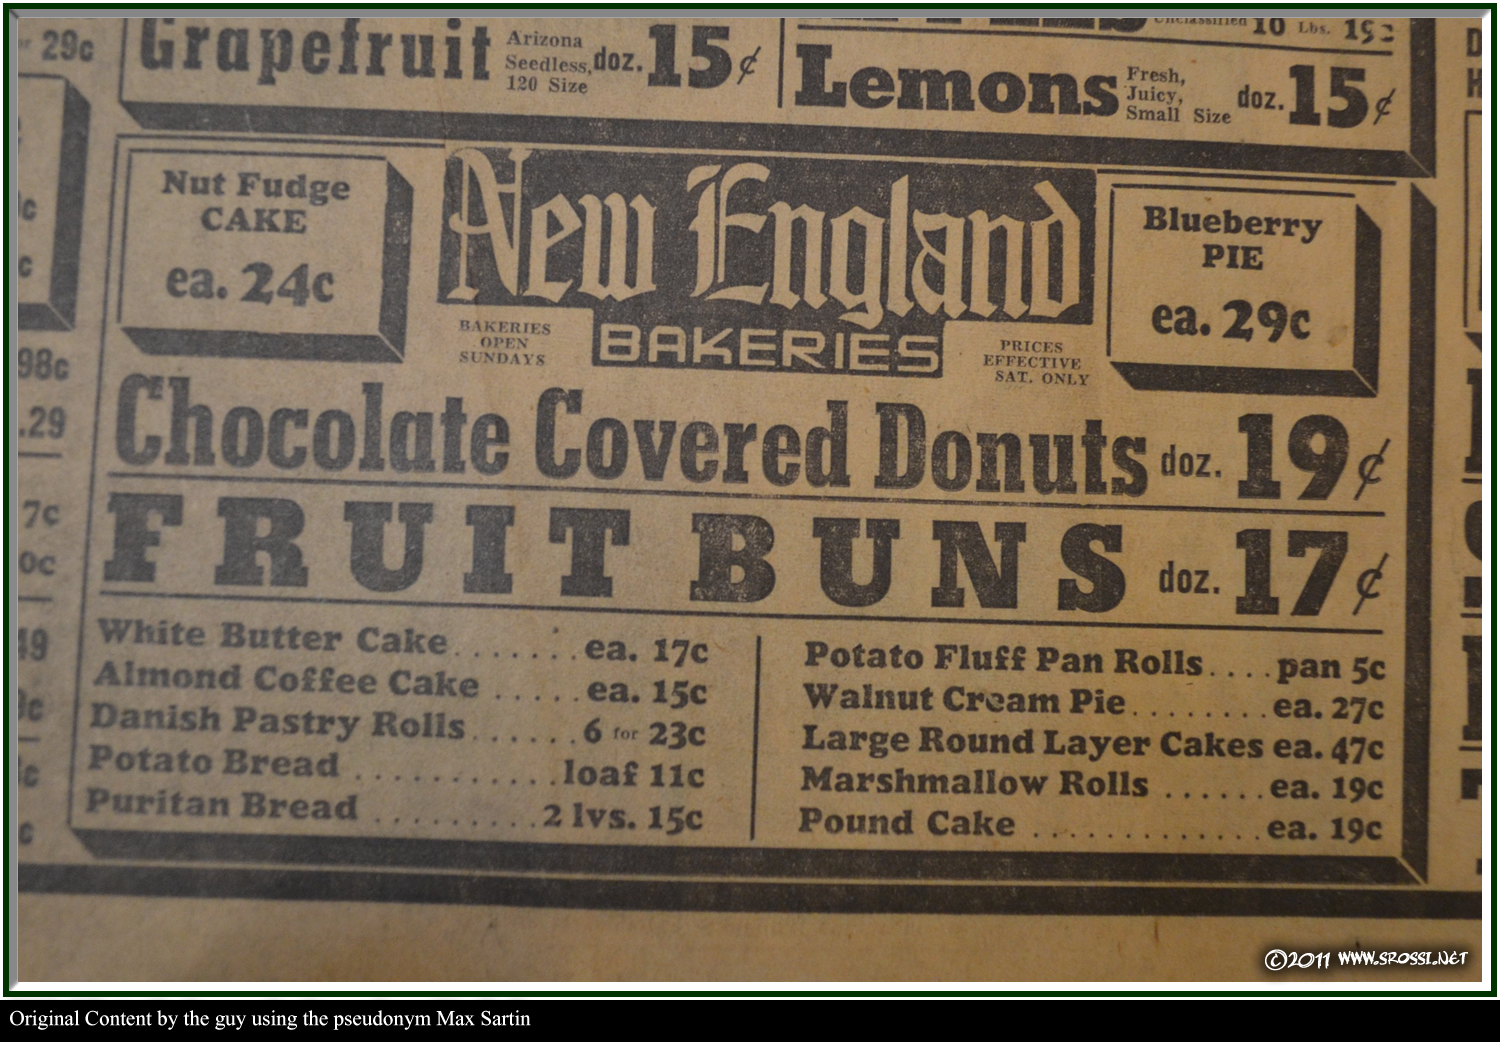 29c
Grapefruit Arizona Seedless, 120 Size doz. 15¢
10 Lbs. 19c
Lemons Fresh, Juicy, Small Size doz. 15¢
Nut Fudge
CAKE
ea. 24c
New England
BAKERIES
BAKERIES
OPEN
SUNDAYS
PRICES
EFFECTIVE
SAT. ONLY
Blueberry
PIE
ea. 29c
98c
.29
7c
Chocolate Covered Donuts doz. 19¢
FRUIT BUNS doz. 17¢
White Butter Cake....... ea. 17c
Almond Coffee Cake ..... ea. 15c
Danish Pastry Rolls...... 6 for 23c
Potato Bread ........... loaf 11c
Puritan Bread ......... 2 lvs. 15c
Potato Fluff Pan Rolls.... pan 5c
Walnut Cream Pie........ ea. 27c
Large Round Layer Cakes ea. 47c
Marshmallow Rolls ...... ea. 19c
Pound Cake ............. ea. 19c
©2011 www.srossi.net
Original Content by the guy using the pseudonym Max Sartin